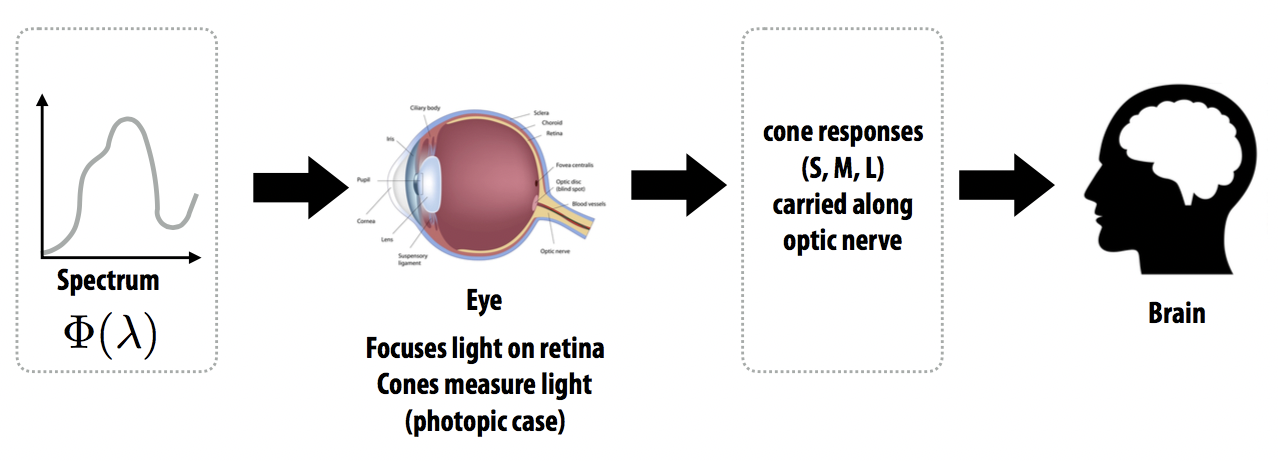 Spectrum
Φ(λ)
Ciliary body
Sclera
Choroid
Retina
Iris
Pupil
Cornea
Lens
Suspensory
ligament
Fovea centralis
Optic disc
(blind spot)
Blood vessels
Optic nerve
Eye
Focuses light on retina
Cones measure light
(photopic case)
cone responses
(S, M, L)
carried along
optic nerve
Brain